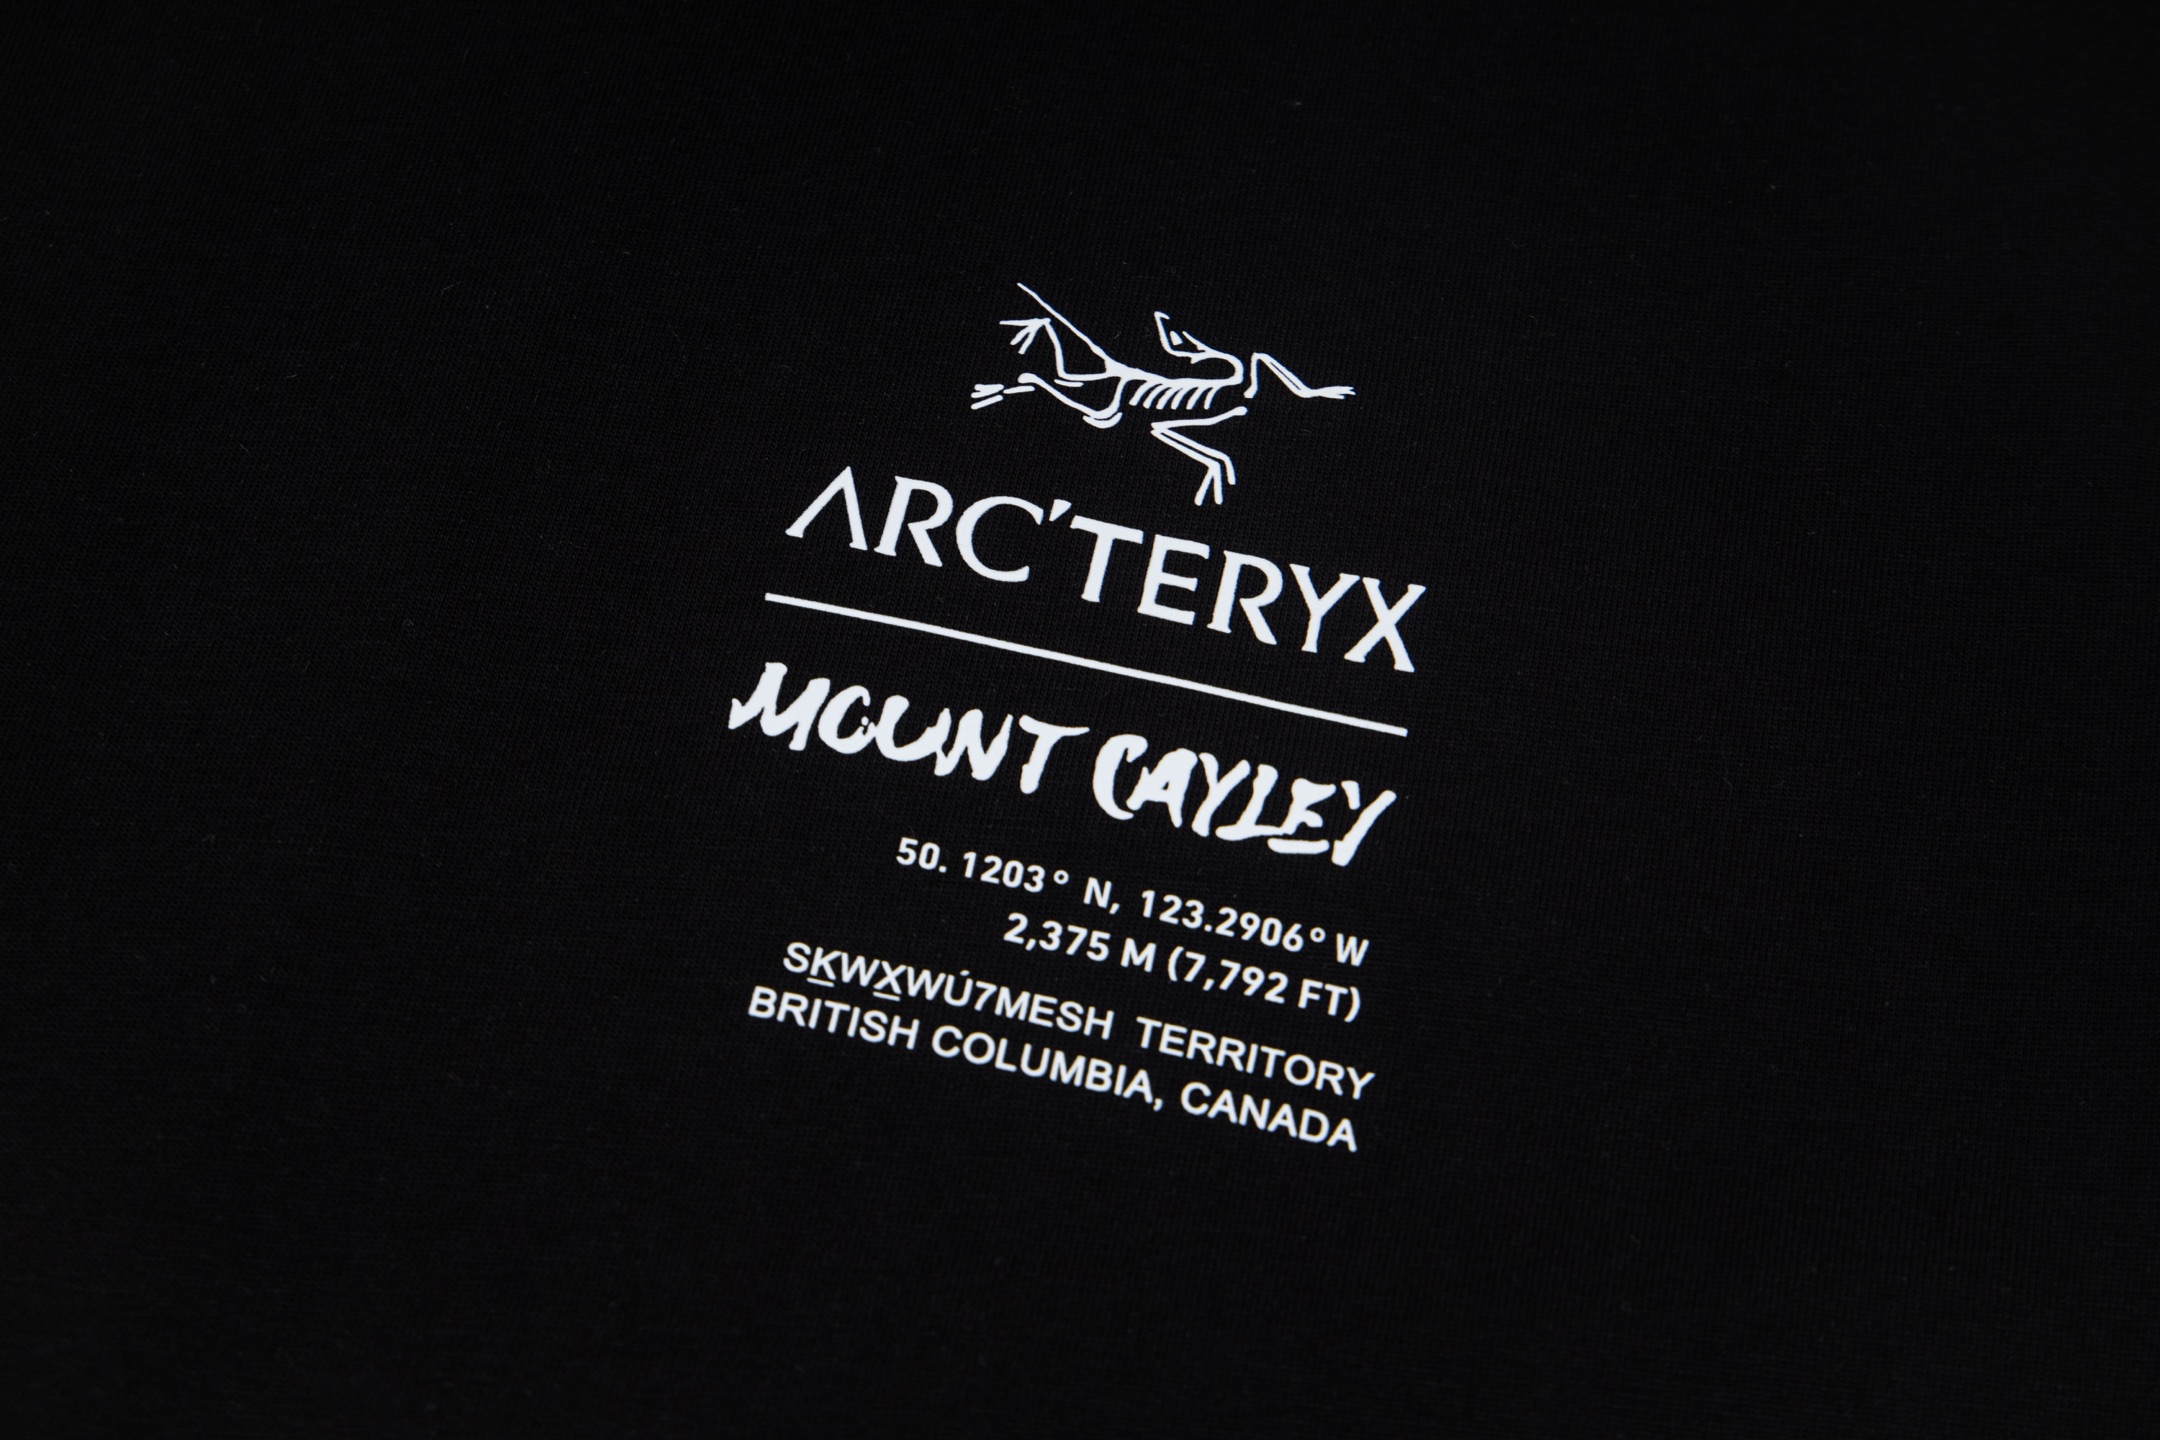 ARC'TERYX
MOUNT CAYLEY
50. 1203° N, 123.2906° W
2,375 M (7,792 FT)
SḴWX̱WÚ7MESH TERRITORY
BRITISH COLUMBIA, CANADA